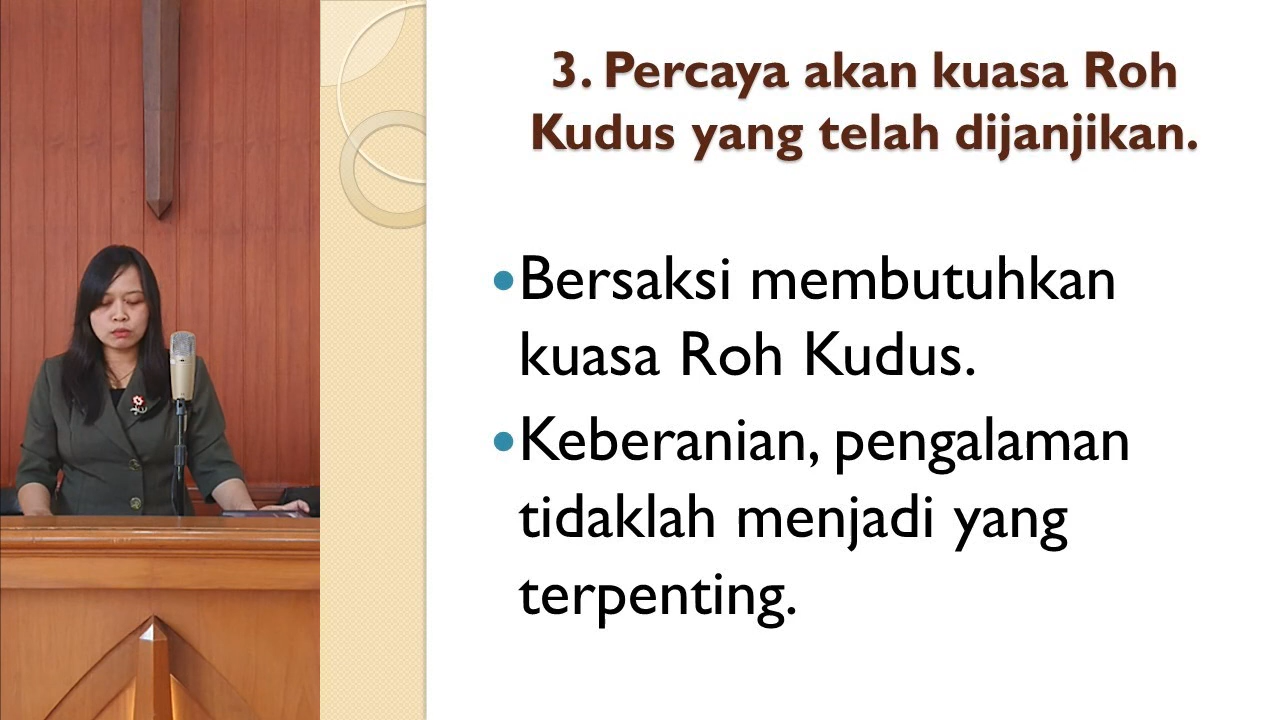 3. Percaya akan kuasa Roh
Kudus yang telah dijanjikan.
•Bersaksi membutuhkan
kuasa Roh Kudus.
•Keberanian, pengalaman
tidaklah menjadi yang
terpenting.